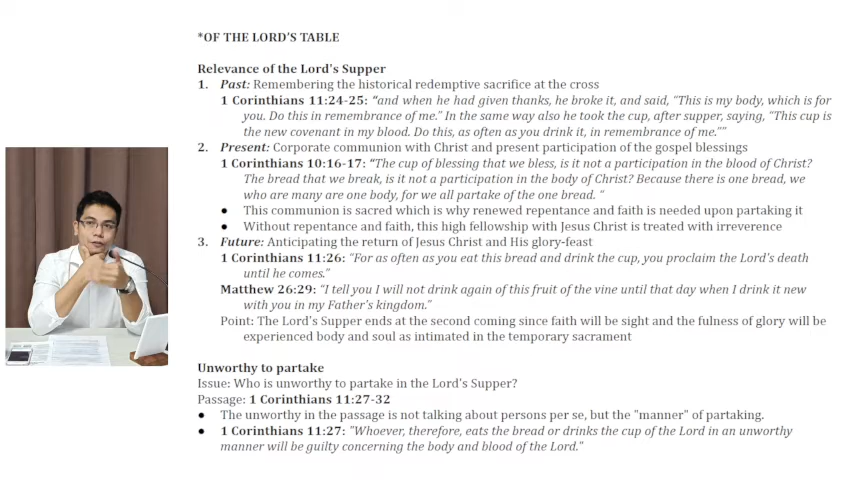 *OF THE LORD'S TABLE
Relevance of the Lord's Supper
1. Past: Remembering the historical redemptive sacrifice at the cross
1 Corinthians 11:24-25: "and when he had given thanks, he broke it, and said, "This is my body, which is for
you. Do this in remembrance of me." In the same way also he took the cup, after supper, saying, "This cup is
the new covenant in my blood. Do this, as often as you drink it, in remembrance of me.""
2. Present: Corporate communion with Christ and present participation of the gospel blessings
1 Corinthians 10:16-17: "The cup of blessing that we bless, is it not a participation in the blood of Christ?
The bread that we break, is it not a participation in the body of Christ? Because there is one bread, we
who are many are one body, for we all partake of the one bread. "
● This communion is sacred which is why renewed repentance and faith is needed upon partaking it
● Without repentance and faith, this high fellowship with Jesus Christ is treated with irreverence
3. Future: Anticipating the return of Jesus Christ and His glory-feast
1 Corinthians 11:26: "For as often as you eat this bread and drink the cup, you proclaim the Lord's death
until he comes."
Matthew 26:29: "I tell you I will not drink again of this fruit of the vine until that day when I drink it new
with you in my Father's kingdom."
Point: The Lord's Supper ends at the second coming since faith will be sight and the fulness of glory will be
experienced body and soul as intimated in the temporary sacrament
Unworthy to partake
Issue: Who is unworthy to partake in the Lord's Supper?
Passage: 1 Corinthians 11:27-32
● The unworthy in the passage is not talking about persons per se, but the "manner" of partaking.
● 1 Corinthians 11:27: "Whoever, therefore, eats the bread or drinks the cup of the Lord in an unworthy
manner will be guilty concerning the body and blood of the Lord."